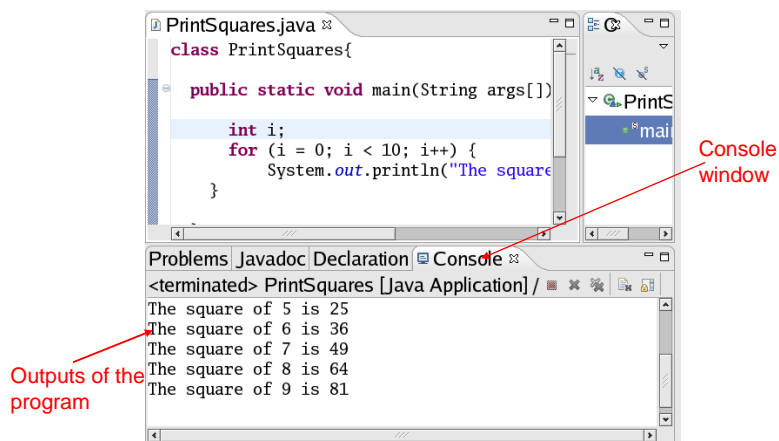 PrintSquares.java
class PrintSquares{
public static void main(String args[])
int i;
for (i = 0; i < 10; i++) {
System.out.println("The square
}
PrintS
main
Console
window
Problems Javadoc Declaration Console
<terminated> PrintSquares [Java Application] /
The square of 5 is 25
The square of 6 is 36
The square of 7 is 49
The square of 8 is 64
The square of 9 is 81
Outputs of the
program